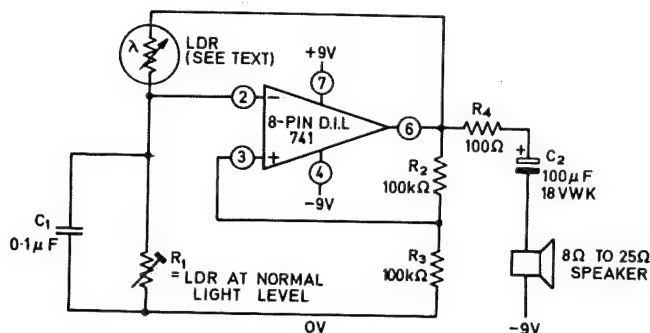 λ
LDR
(SEE TEXT)
+9V
7
2
−
8-PIN D.I.L
741
6
3
+
4
-9V
R4
100Ω
+
C2
100µF
18VWK
R2
100kΩ
C1
0·1µF
R1
= LDR AT NORMAL
LIGHT LEVEL
R3
100kΩ
8Ω TO 25Ω
SPEAKER
0V
-9V